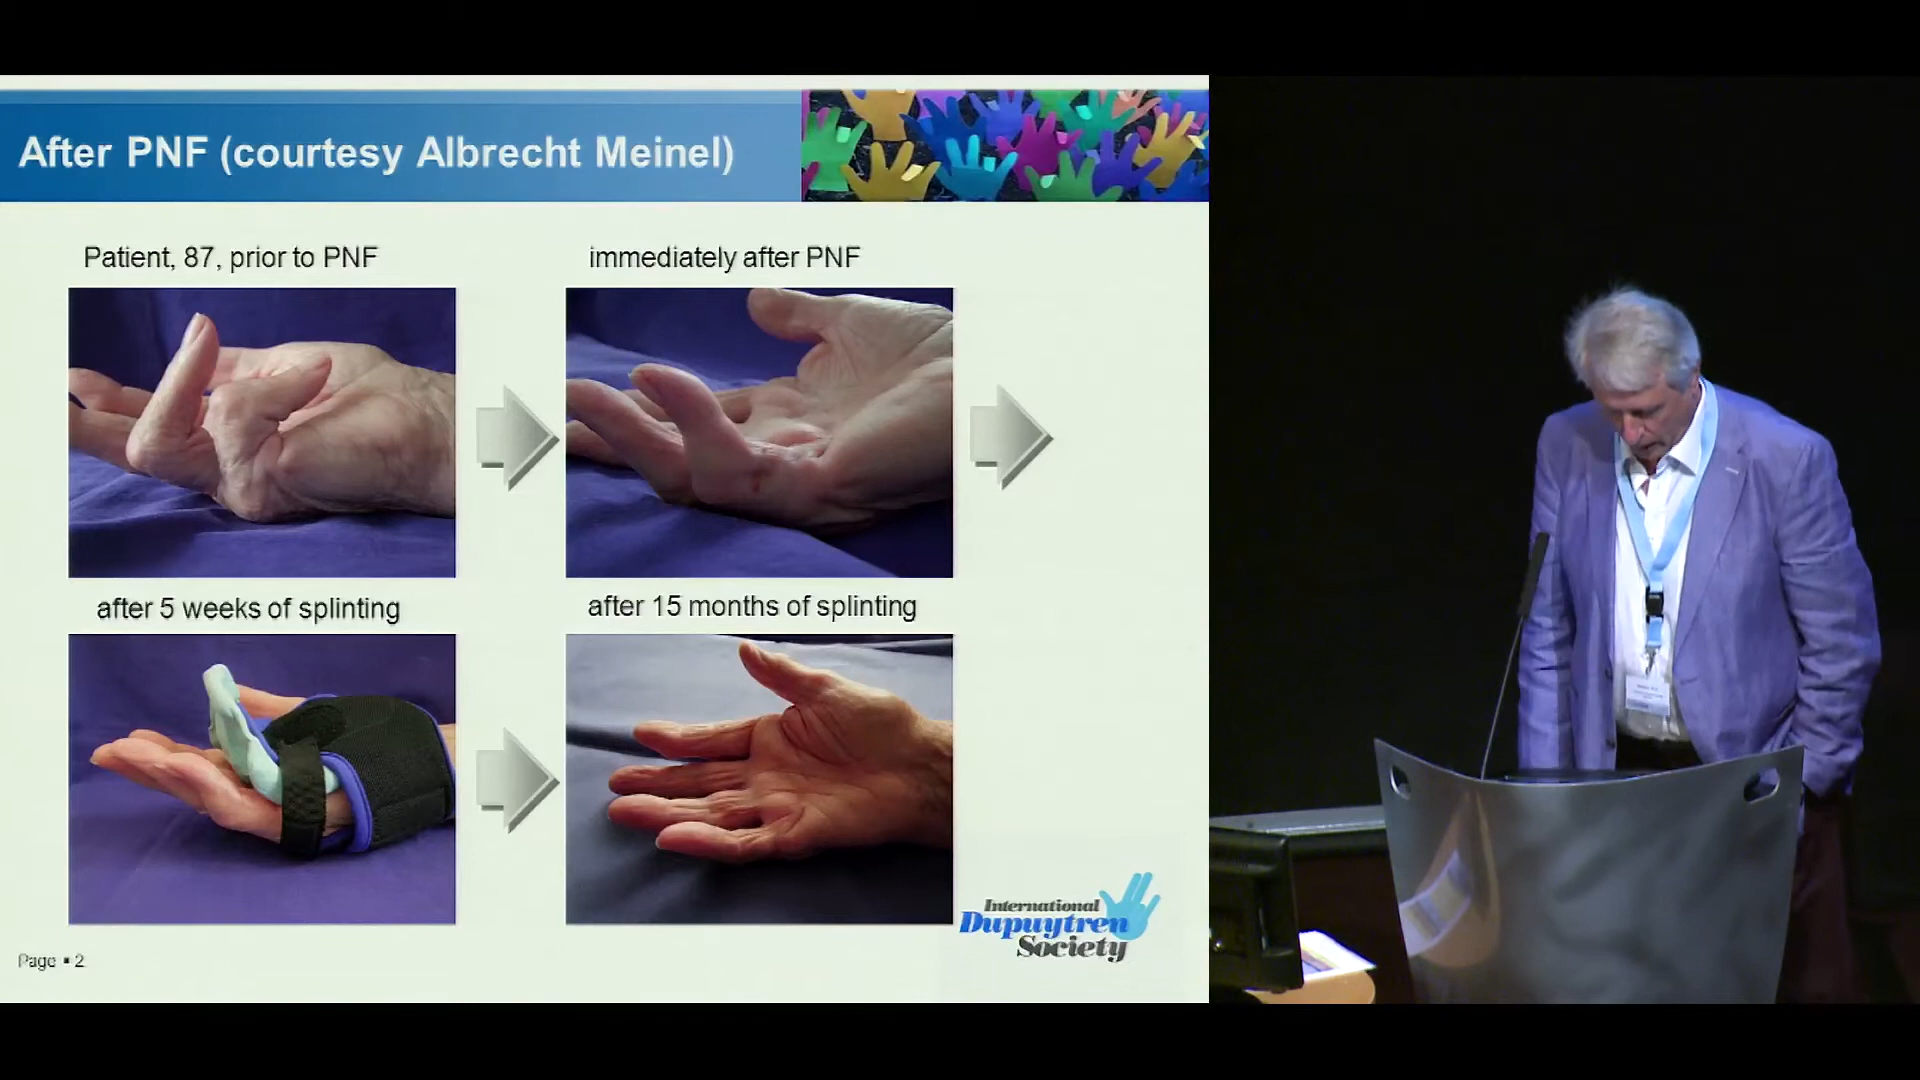 After PNF (courtesy Albrecht Meinel)
Patient, 87, prior to PNF
immediately after PNF
after 5 weeks of splinting
after 15 months of splinting
International
Dupuytren
Society
Page ▪ 2